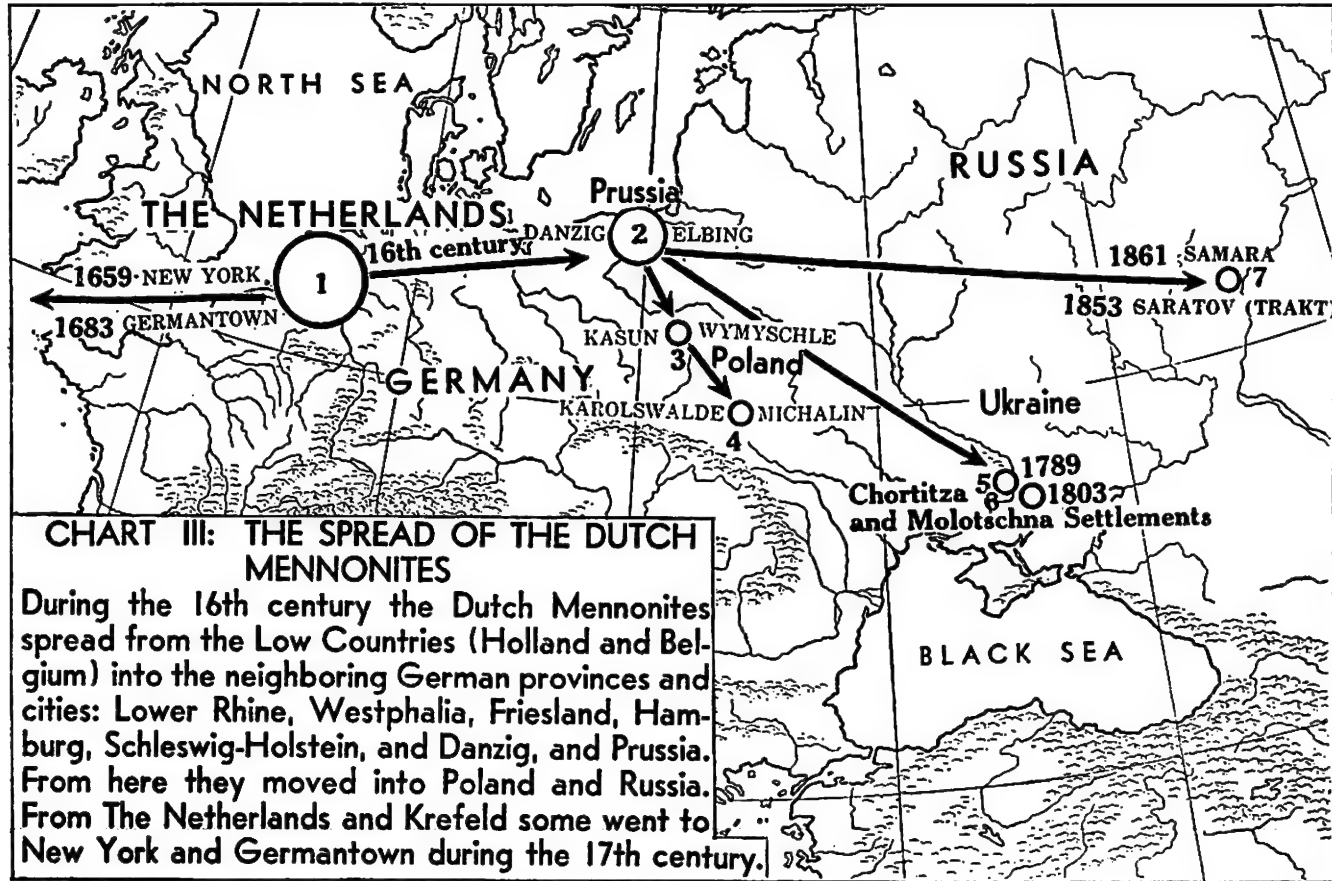 NORTH SEA
RUSSIA
THE NETHERLANDS
16th century
Prussia
DANZIG 2 ELBING
1
1659 · NEW YORK
1683 GERMANTOWN
1861 SAMARA
7
1853 SARATOV (TRAKT)
KASUN WYMYSCHLE
3 Poland
GERMANY
KAROLSWALDE MICHALIN
4
Ukraine
5 1789
Chortitza 6 1803
and Molotschna Settlements
BLACK SEA
CHART III: THE SPREAD OF THE DUTCH
MENNONITES
During the 16th century the Dutch Mennonites
spread from the Low Countries (Holland and Bel-
gium) into the neighboring German provinces and
cities: Lower Rhine, Westphalia, Friesland, Ham-
burg, Schleswig-Holstein, and Danzig, and Prussia.
From here they moved into Poland and Russia.
From The Netherlands and Krefeld some went to
New York and Germantown during the 17th century.